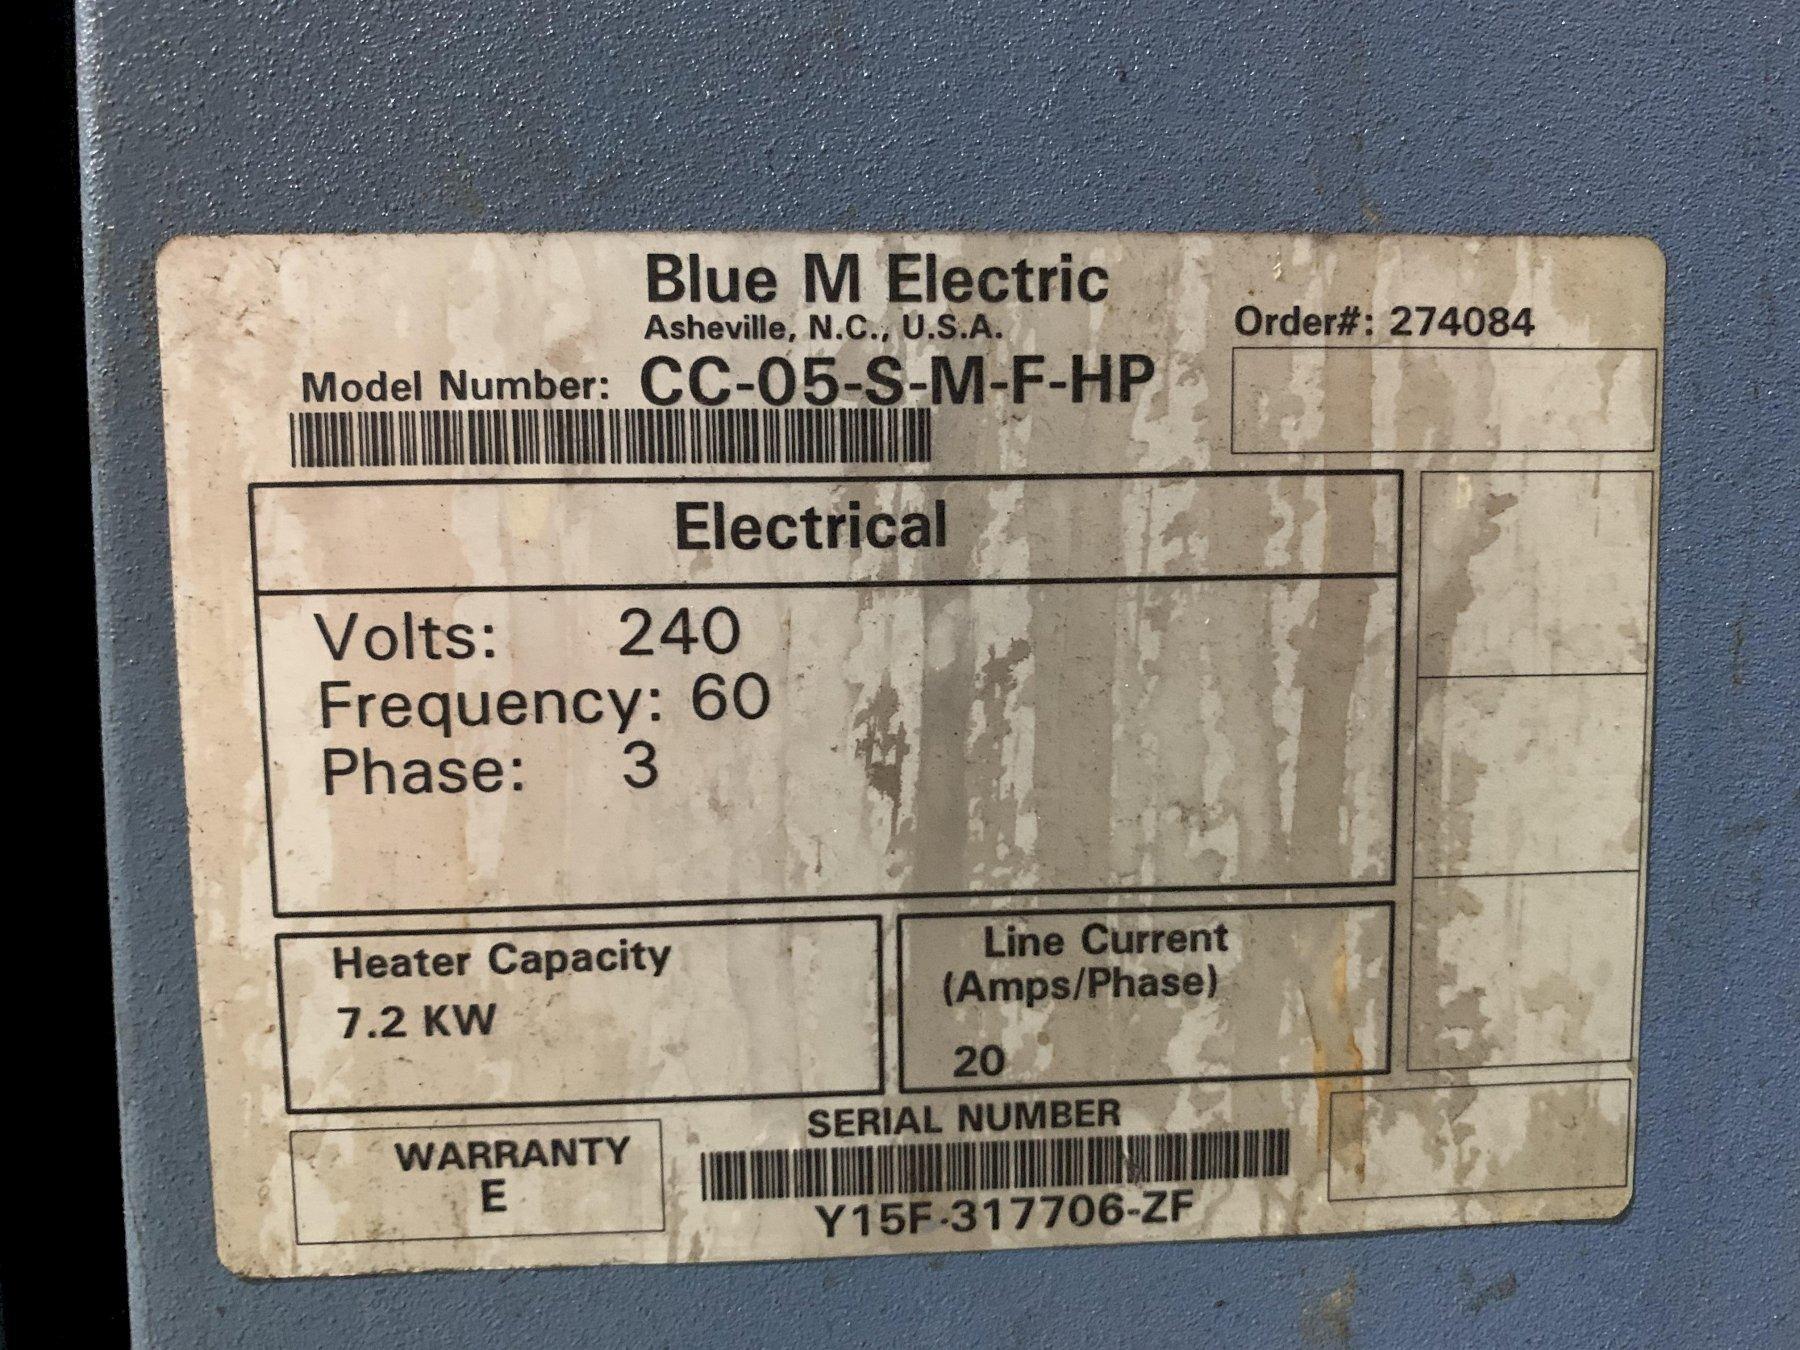 Blue M Electric
Asheville, N.C., U.S.A.
Order#: 274084
Model Number: CC-05-S-M-F-HP
Electrical
Volts: 240
Frequency: 60
Phase: 3
Heater Capacity
7.2 KW
Line Current
(Amps/Phase)
20
WARRANTY
E
SERIAL NUMBER
Y15F-317706-ZF